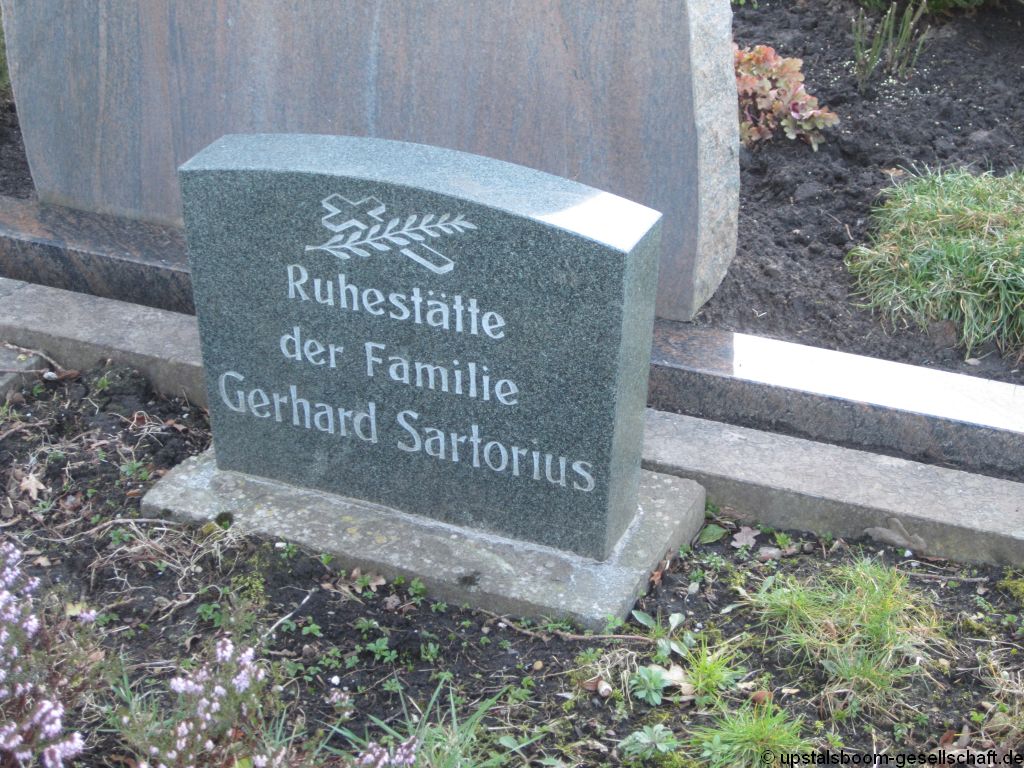 Ruhestätte
der Familie
Gerhard Sartorius
© upstalsboom-gesellschaft.de